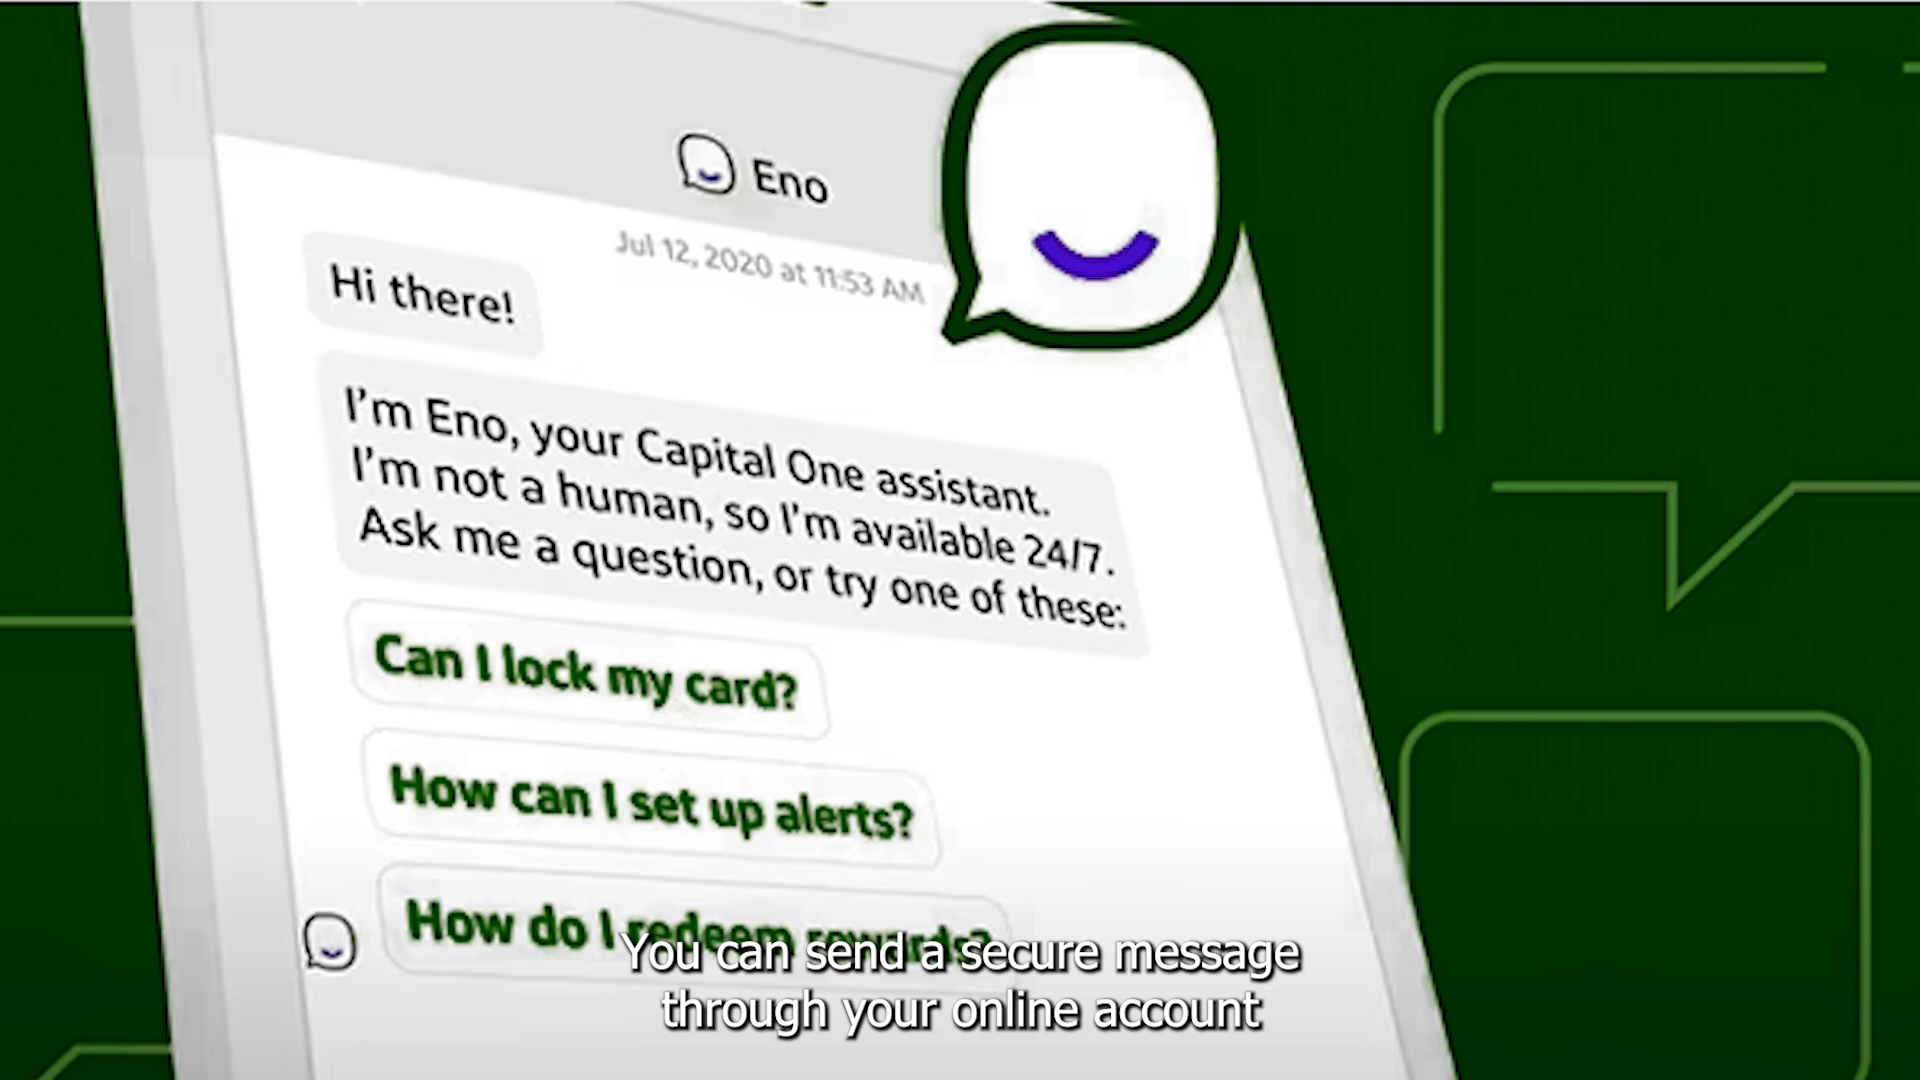 Eno
Jul 12, 2020 at 11:53 AM
Hi there!
I'm Eno, your Capital One assistant.
I'm not a human, so I'm available 24/7.
Ask me a question, or try one of these:
Can I lock my card?
How can I set up alerts?
How do I redeem rewards?
You can send a secure message
through your online account